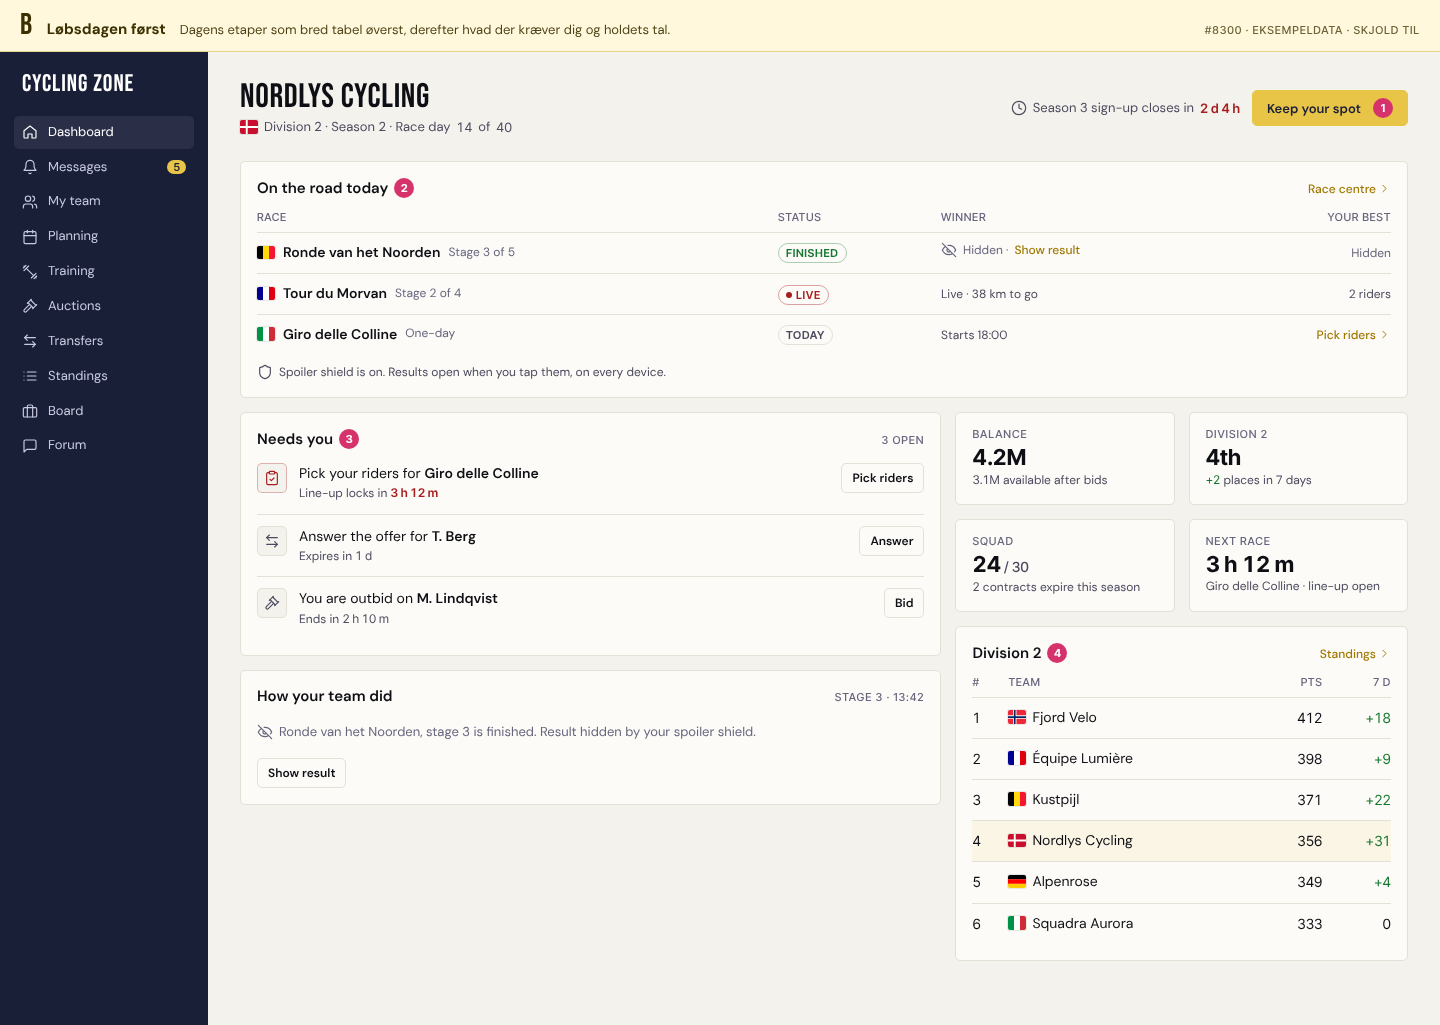 B Løbsdagen først Dagens etaper som bred tabel øverst, derefter hvad der kræver dig og holdets tal. #8300 · EKSEMPELDATA · SKJOLD TIL
CYCLING ZONE
Dashboard
Messages 5
My team
Planning
Training
Auctions
Transfers
Standings
Board
Forum
NORDLYS CYCLING
Division 2 · Season 2 · Race day 14 of 40
Season 3 sign-up closes in 2 d 4 h Keep your spot 1
On the road today 2 Race centre
RACE STATUS WINNER YOUR BEST
Ronde van het Noorden Stage 3 of 5 FINISHED Hidden · Show result Hidden
Tour du Morvan Stage 2 of 4 LIVE Live · 38 km to go 2 riders
Giro delle Colline One-day TODAY Starts 18:00 Pick riders
Spoiler shield is on. Results open when you tap them, on every device.
Needs you 3 3 OPEN
Pick your riders for Giro delle Colline Pick riders
Line-up locks in 3 h 12 m
Answer the offer for T. Berg Answer
Expires in 1 d
You are outbid on M. Lindqvist Bid
Ends in 2 h 10 m
How your team did STAGE 3 · 13:42
Ronde van het Noorden, stage 3 is finished. Result hidden by your spoiler shield.
Show result
BALANCE
4.2M
3.1M available after bids
DIVISION 2
4th
+2 places in 7 days
SQUAD
24 / 30
2 contracts expire this season
NEXT RACE
3 h 12 m
Giro delle Colline · line-up open
Division 2 4 Standings
# TEAM PTS 7 D
1 Fjord Velo 412 +18
2 Équipe Lumière 398 +9
3 Kustpijl 371 +22
4 Nordlys Cycling 356 +31
5 Alpenrose 349 +4
6 Squadra Aurora 333 0